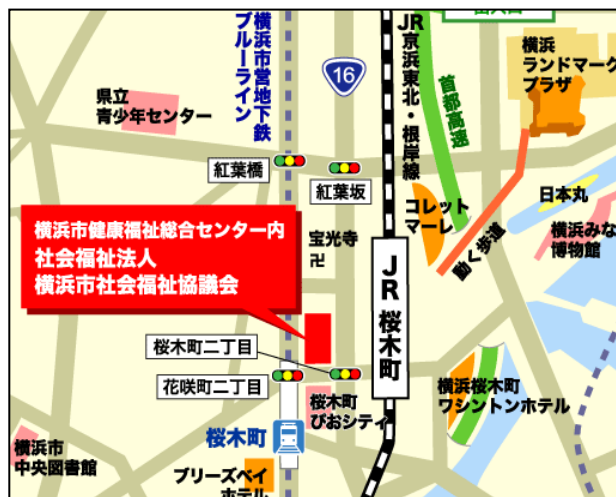 横浜市営地下鉄
ブルーライン
16
JR
京浜東北・根岸線
首都高速
横浜
ランドマーク
プラザ
県立
青少年センター
紅葉橋
紅葉坂
コレット
マーレ
動く歩道
日本丸
横浜みな
博物館
横浜市健康福祉総合センター内
社会福祉法人
横浜市社会福祉協議会
宝光寺
卍
JR桜木町
桜木町二丁目
花咲町二丁目
桜木町
ぴおシティ
横浜桜木町
ワシントンホテル
桜木町
横浜市
中央図書館
ブリーズベイ
ホテル